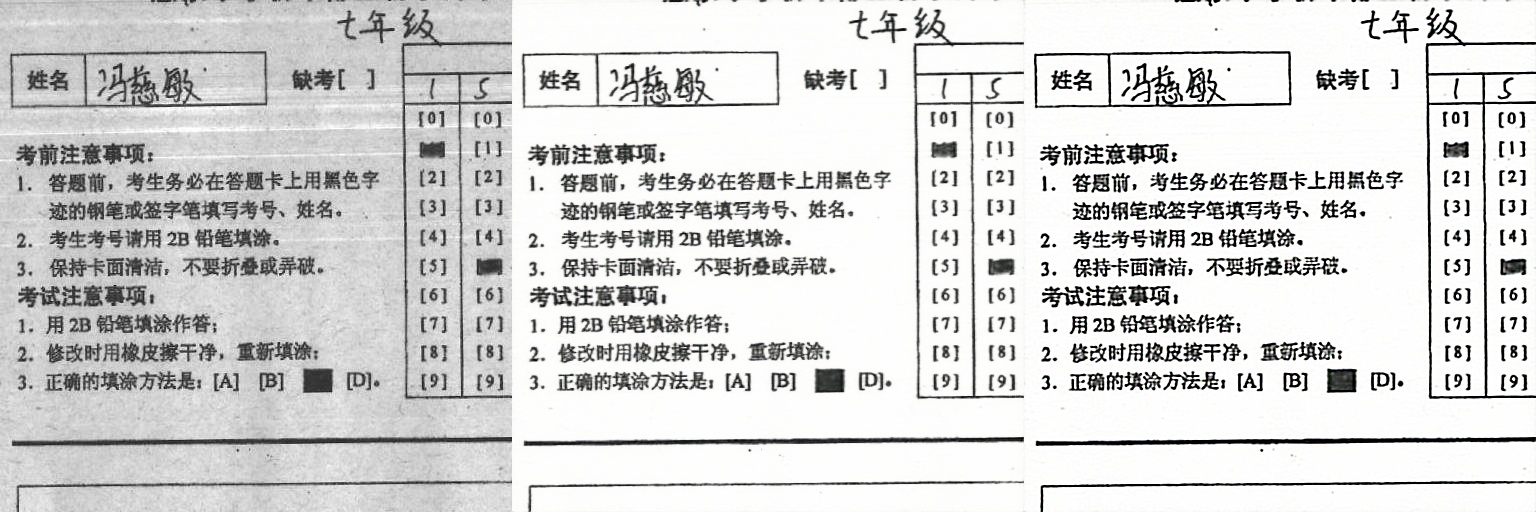 七年级 七年级 七年级
姓名 冯慈敏 缺考[ ] 1 5 姓名 冯慈敏 缺考[ ] 1 5 姓名 冯慈敏 缺考[ ] 1 5
[0] [0] [0] [0] [0] [0]
考前注意事项： [1] 考前注意事项： [1] 考前注意事项： [1]
1. 答题前，考生务必在答题卡上用黑色字 [2] [2] 1. 答题前，考生务必在答题卡上用黑色字 [2] [2] 1. 答题前，考生务必在答题卡上用黑色字 [2] [2]
迹的钢笔或签字笔填写考号、姓名。 [3] [3] 迹的钢笔或签字笔填写考号、姓名。 [3] [3] 迹的钢笔或签字笔填写考号、姓名。 [3] [3]
2. 考生考号请用 2B 铅笔填涂。 [4] [4] 2. 考生考号请用 2B 铅笔填涂。 [4] [4] 2. 考生考号请用 2B 铅笔填涂。 [4] [4]
3. 保持卡面清洁，不要折叠或弄破。 [5] 3. 保持卡面清洁，不要折叠或弄破。 [5] 3. 保持卡面清洁，不要折叠或弄破。 [5]
考试注意事项： [6] [6] 考试注意事项： [6] [6] 考试注意事项： [6] [6]
1. 用 2B 铅笔填涂作答； [7] [7] 1. 用 2B 铅笔填涂作答； [7] [7] 1. 用 2B 铅笔填涂作答； [7] [7]
2. 修改时用橡皮擦干净，重新填涂； [8] [8] 2. 修改时用橡皮擦干净，重新填涂； [8] [8] 2. 修改时用橡皮擦干净，重新填涂； [8] [8]
3. 正确的填涂方法是：[A] [B] [D]。 [9] [9] 3. 正确的填涂方法是：[A] [B] [D]。 [9] [9] 3. 正确的填涂方法是：[A] [B] [D]。 [9] [9]